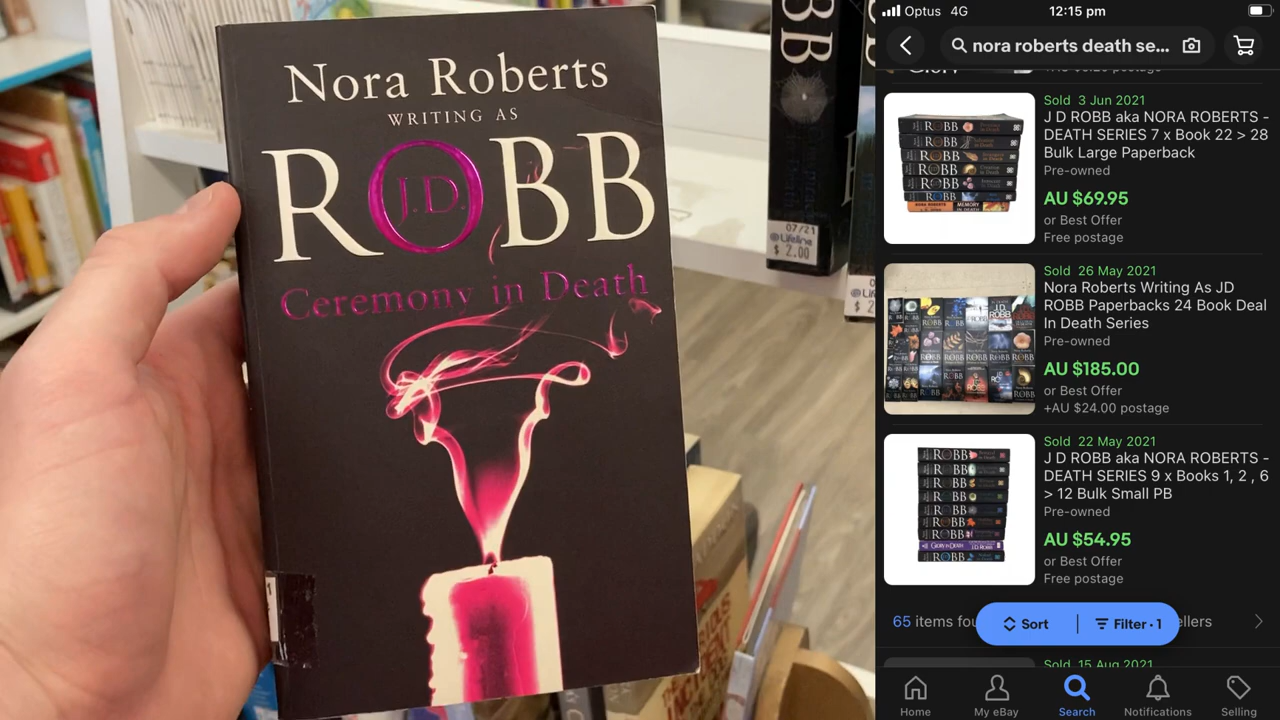 Nora Roberts
WRITING AS
ROBB
J.D.
Ceremony in Death
BB
07/21
@Lifeline
$ 2.00
@Li
$ 2
Optus 4G
12:15 pm
nora roberts death se...
Sold 3 Jun 2021
J D ROBB aka NORA ROBERTS -
DEATH SERIES 7 x Book 22 > 28
Bulk Large Paperback
Pre-owned
AU $69.95
or Best Offer
Free postage
Sold 26 May 2021
Nora Roberts Writing As JD
ROBB Paperbacks 24 Book Deal
In Death Series
Pre-owned
AU $185.00
or Best Offer
+AU $24.00 postage
Sold 22 May 2021
J D ROBB aka NORA ROBERTS -
DEATH SERIES 9 x Books 1, 2 , 6
> 12 Bulk Small PB
Pre-owned
AU $54.95
or Best Offer
Free postage
65 items fou
ellers
Sort
Filter · 1
Sold 15 Aug 2021
Home
My eBay
Search
Notifications
Selling